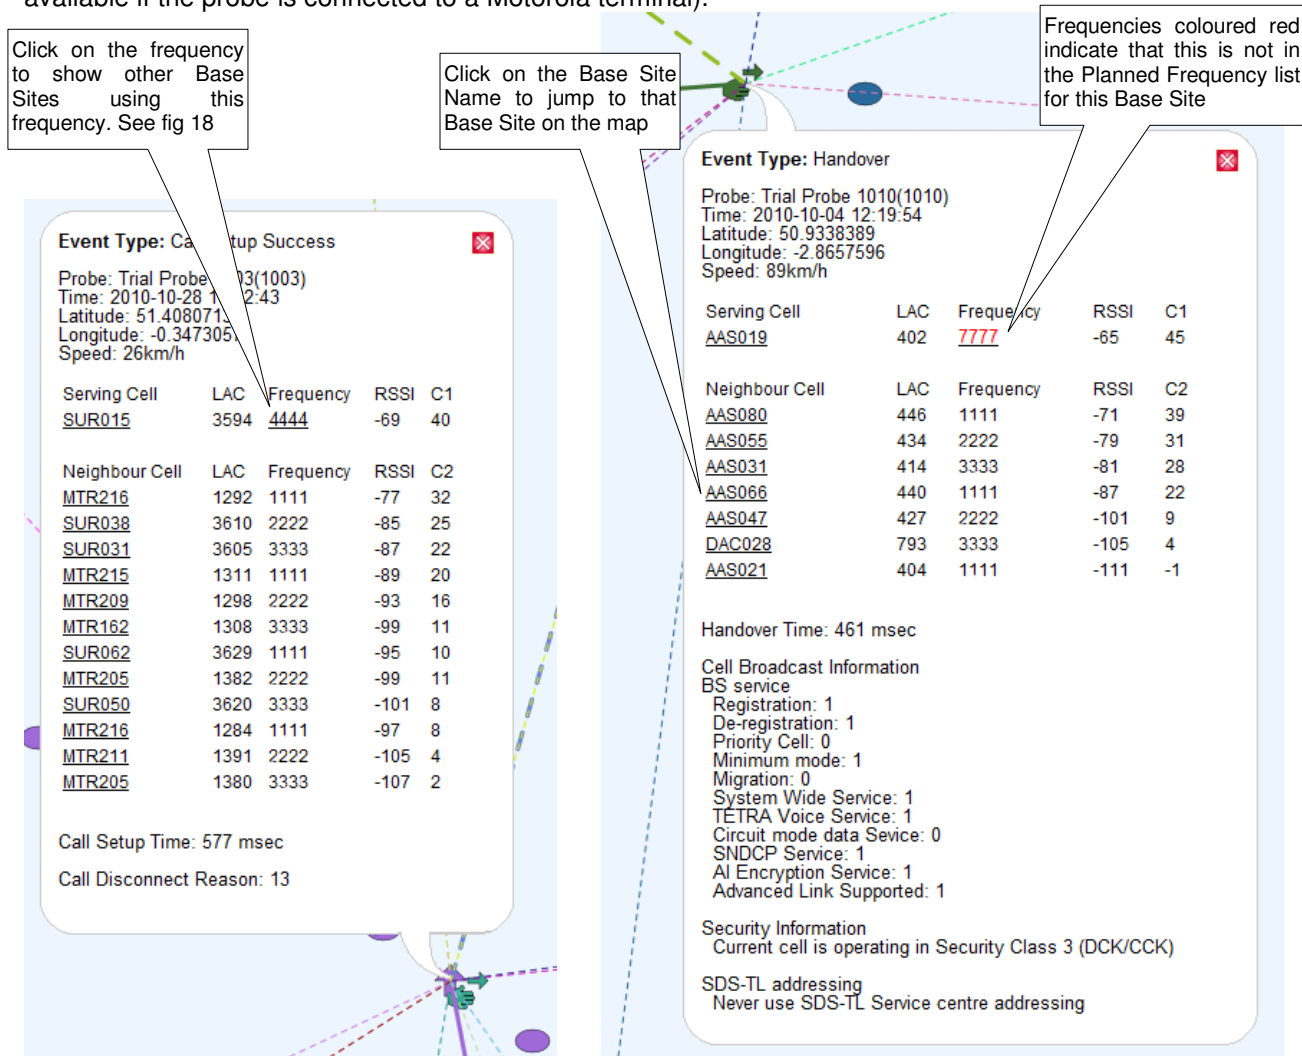 available if the probe is connected to a Motorola terminal).
Click on the frequency
to show other Base
Sites using this
frequency. See fig 18
Click on the Base Site
Name to jump to that
Base Site on the map
Frequencies coloured red
indicate that this is not in
the Planned Frequency list
for this Base Site
Event Type: Ca tup Success
Probe: Trial Probe 03(1003)
Time: 2010-10-28 1 2:43
Latitude: 51.408071
Longitude: -0.347305
Speed: 26km/h
Serving Cell LAC Frequency RSSI C1
SUR015 3594 4444 -69 40
Neighbour Cell LAC Frequency RSSI C2
MTR216 1292 1111 -77 32
SUR038 3610 2222 -85 25
SUR031 3605 3333 -87 22
MTR215 1311 1111 -89 20
MTR209 1298 2222 -93 16
MTR162 1308 3333 -99 11
SUR062 3629 1111 -95 10
MTR205 1382 2222 -99 11
SUR050 3620 3333 -101 8
MTR216 1284 1111 -97 8
MTR211 1391 2222 -105 4
MTR205 1380 3333 -107 2
Call Setup Time: 577 msec
Call Disconnect Reason: 13
Event Type: Handover
Probe: Trial Probe 1010(1010)
Time: 2010-10-04 12:19:54
Latitude: 50.9338389
Longitude: -2.8657596
Speed: 89km/h
Serving Cell LAC Frequency RSSI C1
AAS019 402 7777 -65 45
Neighbour Cell LAC Frequency RSSI C2
AAS080 446 1111 -71 39
AAS055 434 2222 -79 31
AAS031 414 3333 -81 28
AAS066 440 1111 -87 22
AAS047 427 2222 -101 9
DAC028 793 3333 -105 4
AAS021 404 1111 -111 -1
Handover Time: 461 msec
Cell Broadcast Information
BS service
Registration: 1
De-registration: 1
Priority Cell: 0
Minimum mode: 1
Migration: 0
System Wide Service: 1
TETRA Voice Service: 1
Circuit mode data Sevice: 0
SNDCP Service: 1
AI Encryption Service: 1
Advanced Link Supported: 1
Security Information
Current cell is operating in Security Class 3 (DCK/CCK)
SDS-TL addressing
Never use SDS-TL Service centre addressing